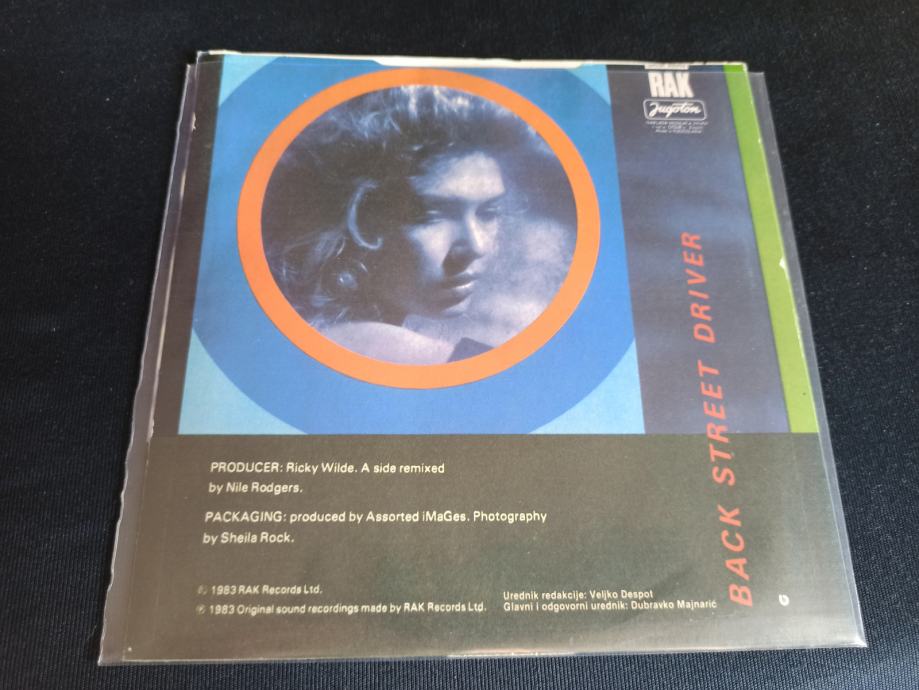 RAK
Jugoton
BACK STREET DRIVER
PRODUCER: Ricky Wilde. A side remixed
by Nile Rodgers.
PACKAGING: produced by Assorted iMaGes. Photography
by Sheila Rock.
© 1983 RAK Records Ltd.
℗ 1983 Original sound recordings made by RAK Records Ltd.
Urednik redakcije: Veljko Despot
Glavni i odgovorni urednik: Dubravko Majnarić
G